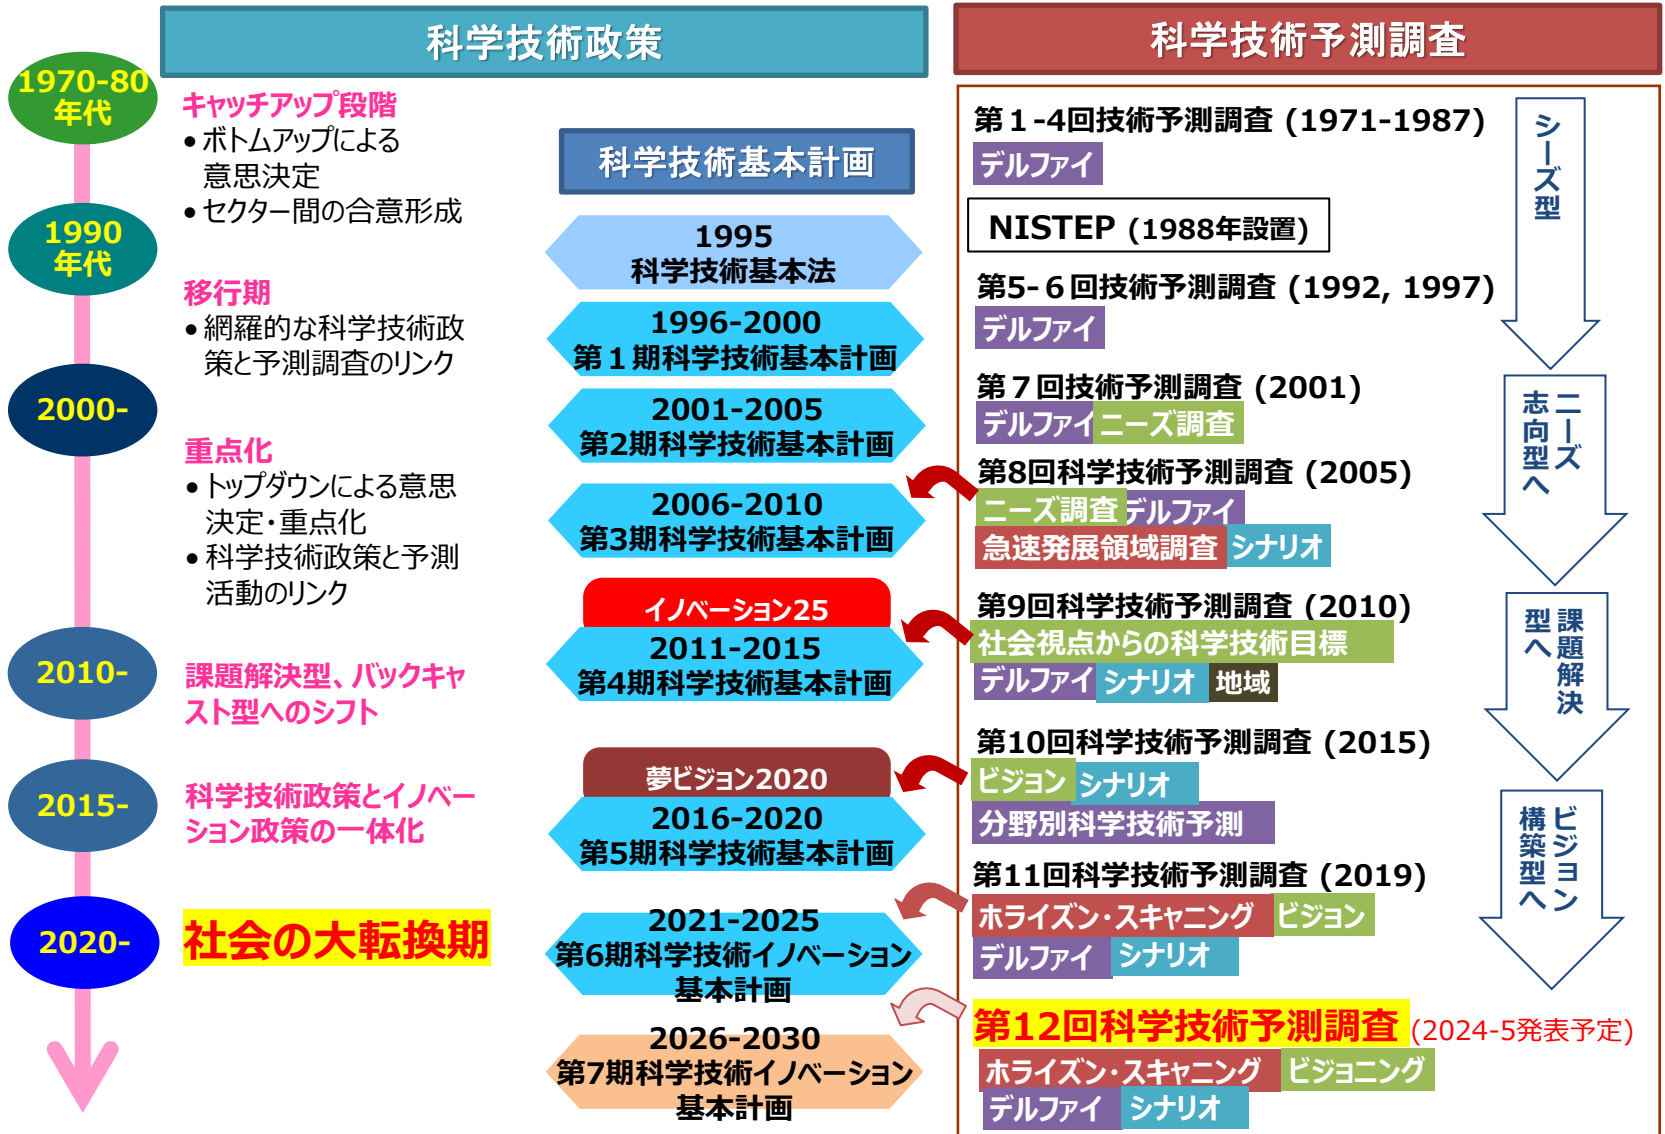 科学技術政策
科学技術予測調査
1970-80
年代
1990
年代
2000-
2010-
2015-
2020-
キャッチアップ段階
•ボトムアップによる
意思決定
•セクター間の合意形成
移行期
•網羅的な科学技術政
策と予測調査のリンク
重点化
•トップダウンによる意思
決定・重点化
•科学技術政策と予測
活動のリンク
課題解決型、バックキャ
スト型へのシフト
科学技術政策とイノベー
ション政策の一体化
社会の大転換期
科学技術基本計画
1995
科学技術基本法
1996-2000
第１期科学技術基本計画
2001-2005
第2期科学技術基本計画
2006-2010
第3期科学技術基本計画
イノベーション25
2011-2015
第4期科学技術基本計画
夢ビジョン2020
2016-2020
第5期科学技術基本計画
2021-2025
第6期科学技術イノベーション
基本計画
2026-2030
第7期科学技術イノベーション
基本計画
第１-4回技術予測調査 (1971-1987)
デルファイ
NISTEP (1988年設置)
第5-６回技術予測調査 (1992, 1997)
デルファイ
第７回技術予測調査 (2001)
デルファイ ニーズ調査
第8回科学技術予測調査 (2005)
ニーズ調査 デルファイ
急速発展領域調査 シナリオ
第9回科学技術予測調査 (2010)
社会視点からの科学技術目標
デルファイ シナリオ 地域
第10回科学技術予測調査 (2015)
ビジョン シナリオ
分野別科学技術予測
第11回科学技術予測調査 (2019)
ホライズン・スキャニング ビジョン
デルファイ シナリオ
第12回科学技術予測調査 (2024-5発表予定)
ホライズン・スキャニング ビジョニング
デルファイ シナリオ
シーズ型
ニーズ
志向型へ
課題解決
型へ
ビジョン
構築型へ